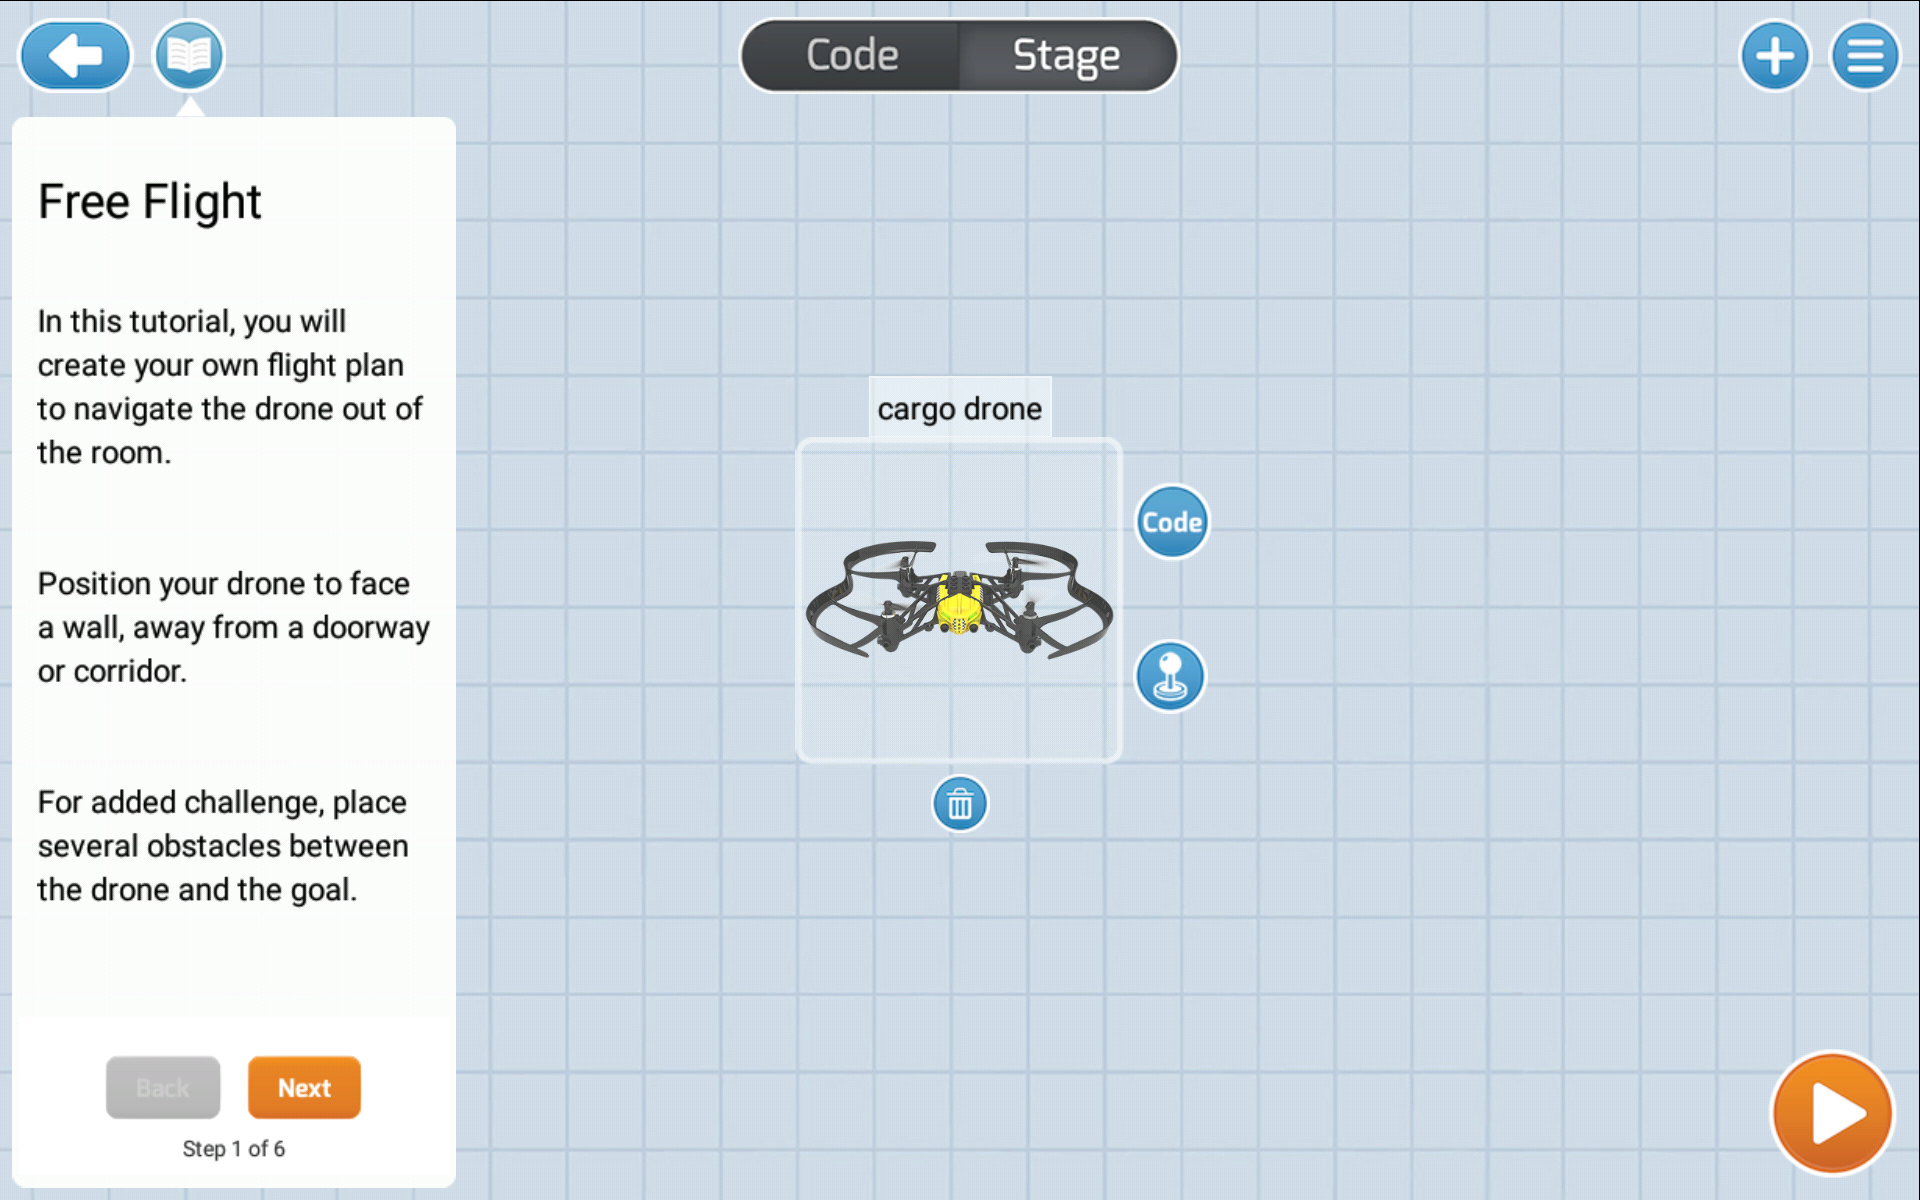 Code
Stage
Free Flight
In this tutorial, you will
create your own flight plan
to navigate the drone out of
the room.
Position your drone to face
a wall, away from a doorway
or corridor.
For added challenge, place
several obstacles between
the drone and the goal.
Back
Next
Step 1 of 6
cargo drone
Code